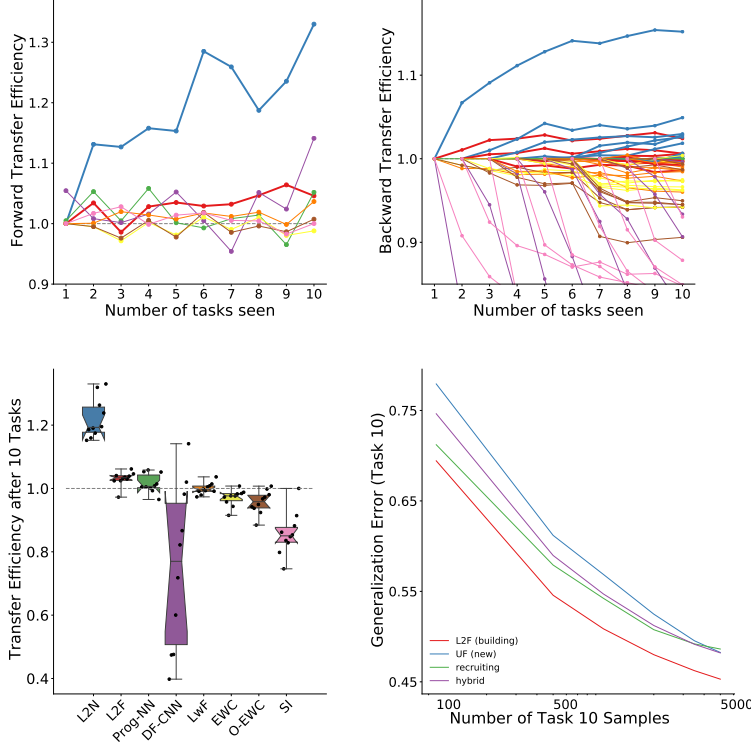 Forward Transfer Efficiency
1.3
1.2
1.1
1.0
0.9
1 2 3 4 5 6 7 8 9 10
Number of tasks seen
Backward Transfer Efficiency
1.1
1.0
0.9
1 2 3 4 5 6 7 8 9 10
Number of tasks seen
Transfer Efficiency after 10 Tasks
1.2
1.0
0.8
0.6
0.4
L2N
L2F
Prog-NN
DF-CNN
LwF
EWC
O-EWC
SI
Generalization Error (Task 10)
0.75
0.65
0.55
0.45
L2F (building)
UF (new)
recruiting
hybrid
100 500 5000
Number of Task 10 Samples